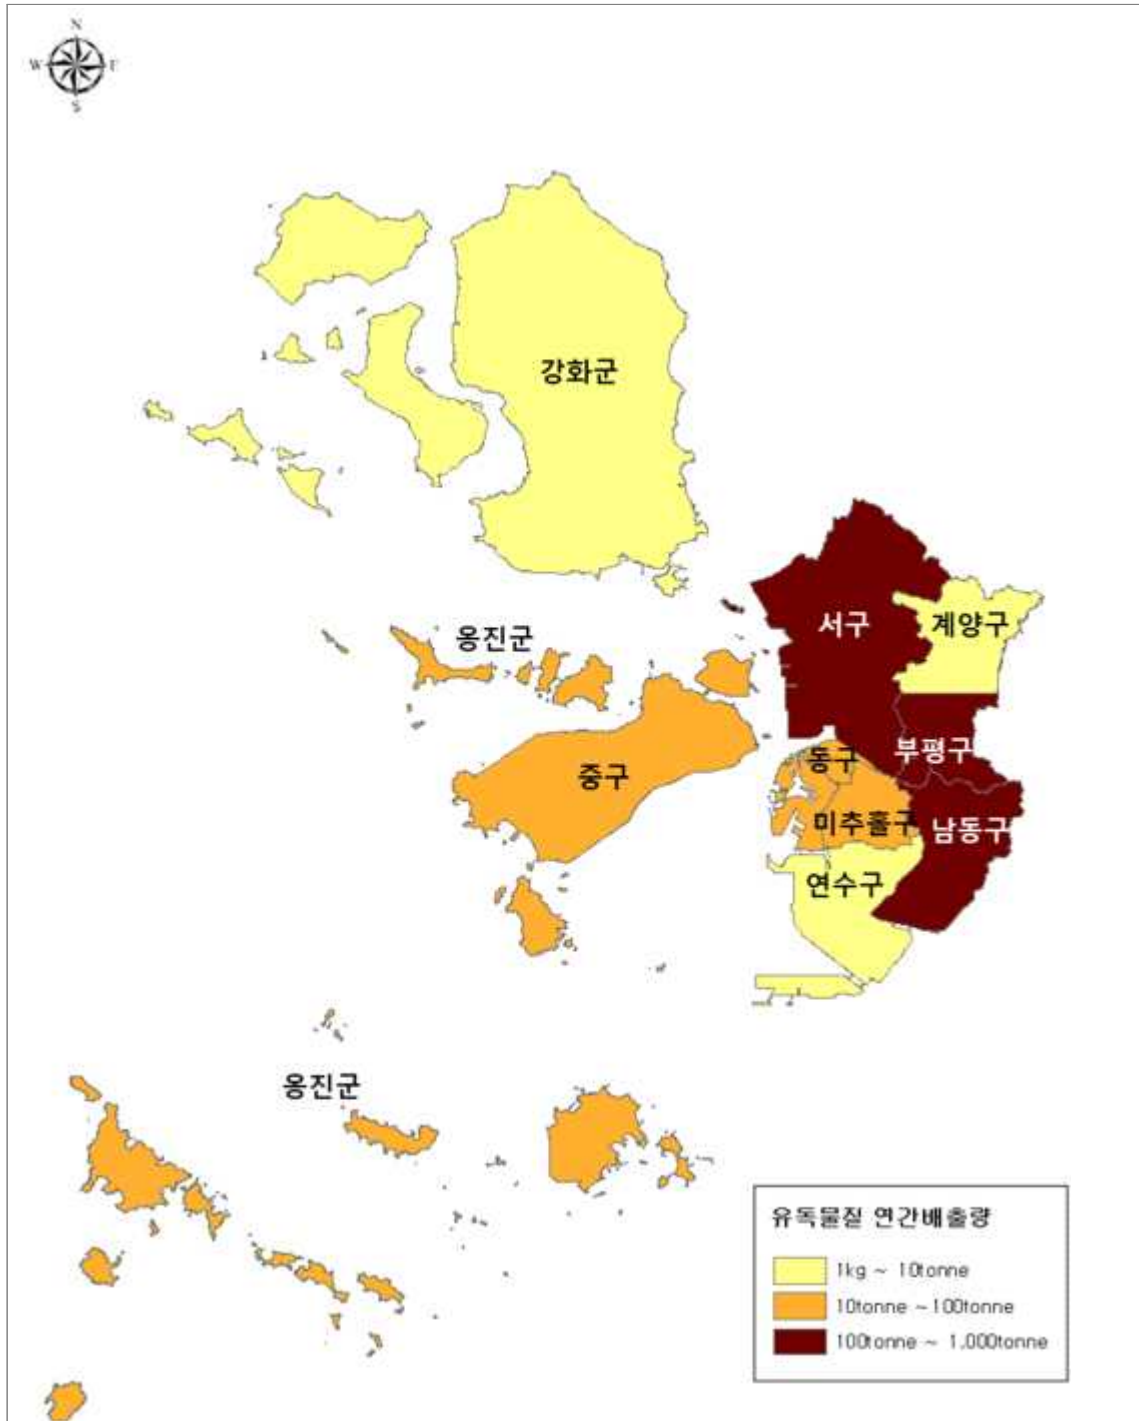 N
W E
S
강화군
서구
계양구
옹진군
부평구
동구
중구
미추홀구
남동구
연수구
옹진군
유독물질 연간배출량
1kg ~ 10tonne
10tonne ~100tonne
100tonne ~ 1,000tonne